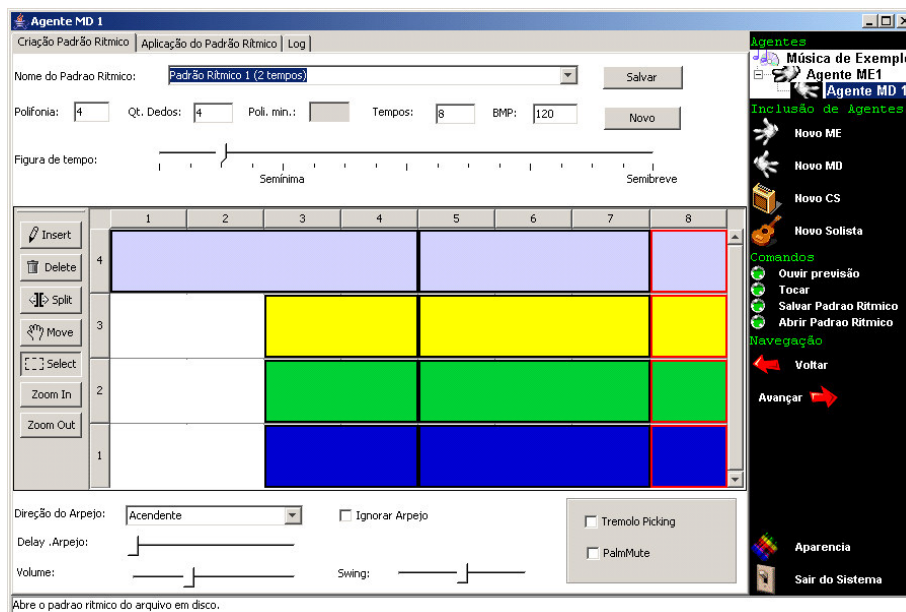 Agente MD 1
Criação Padrão Rítmico
Aplicação do Padrão Rítmico
Log
Nome do Padrao Rítmico:
Padrão Rítmico 1 (2 tempos)
Salvar
Polifonia:
4
Qt. Dedos:
4
Poli. min.:
Tempos:
8
BMP:
120
Novo
Figura de tempo:
Semínima
Semibreve
Insert
Delete
Split
Move
Select
Zoom In
Zoom Out
1 2 3 4 5 6 7 8
4
3
2
1
Direção do Arpejo:
Acendente
Ignorar Arpejo
Delay .Arpejo:
Volume:
Swing:
Tremolo Picking
PalmMute
Abre o padrao ritmico do arquivo em disco.
Agentes
Música de Exemplo
Agente ME1
Agente MD 1
Inclusão de Agentes
Novo ME
Novo MD
Novo CS
Novo Solista
Comandos
Ouvir previsão
Tocar
Salvar Padrao Ritmico
Abrir Padrao Ritmico
Navegação
Voltar
Avançar
Aparencia
Sair do Sistema